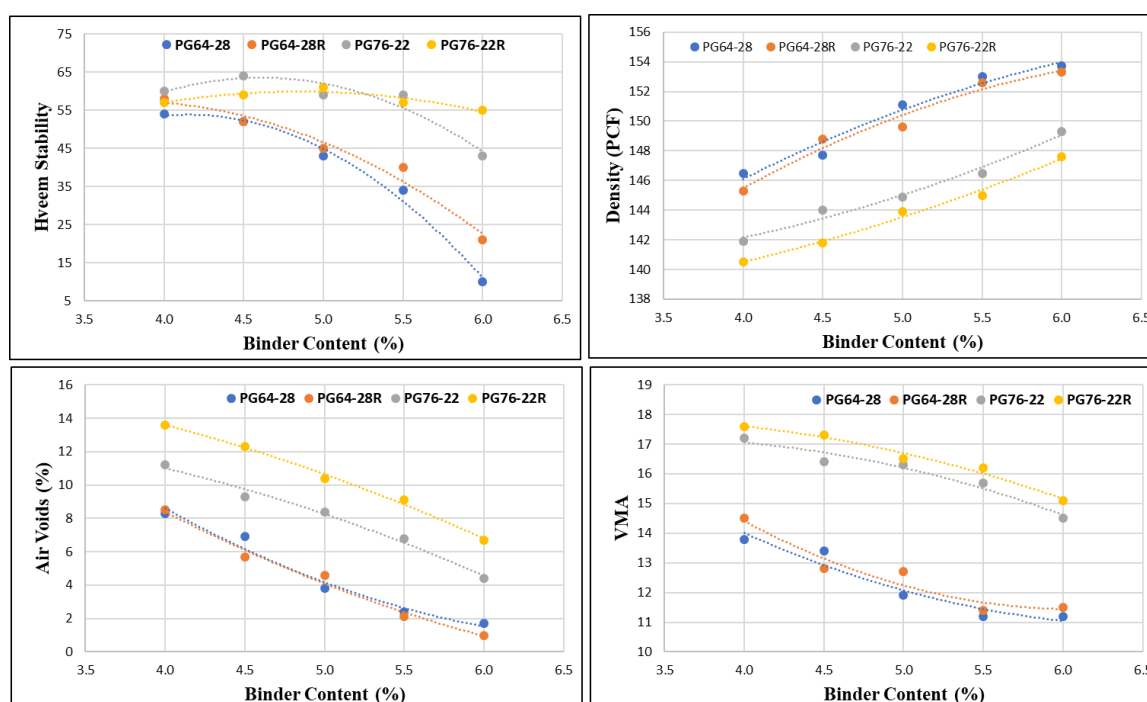 PG64-28 PG64-28R PG76-22 PG76-22R
75
65
55
45
35
25
15
5
Hveem Stability
3.5 4.0 4.5 5.0 5.5 6.0 6.5
Binder Content (%)
PG64-28 PG64-28R PG76-22 PG76-22R
156
154
152
150
148
146
144
142
140
138
Density (PCF)
3.5 4.0 4.5 5.0 5.5 6.0 6.5
Binder Content (%)
PG64-28 PG64-28R PG76-22 PG76-22R
16
14
12
10
8
6
4
2
0
Air Voids (%)
3.5 4.0 4.5 5.0 5.5 6.0 6.5
Binder Content (%)
PG64-28 PG64-28R PG76-22 PG76-22R
19
18
17
16
15
14
13
12
11
10
VMA
3.5 4.0 4.5 5.0 5.5 6.0 6.5
Binder Content (%)